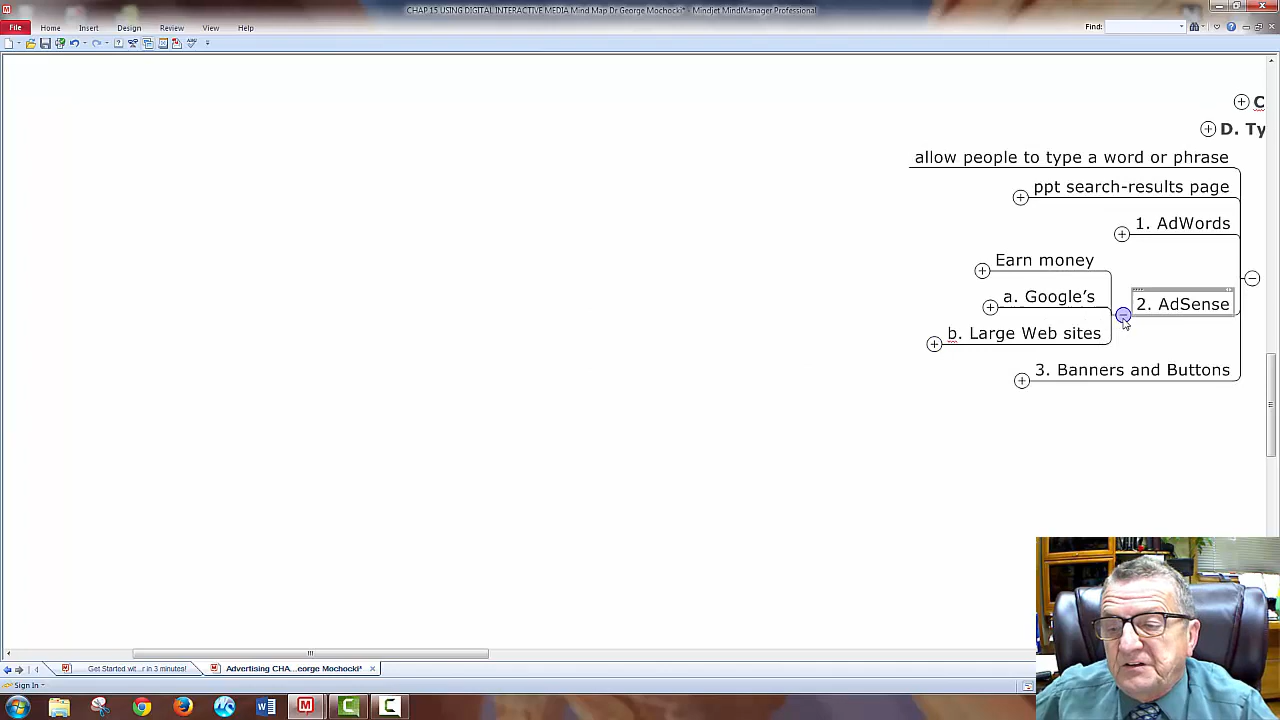 CHAP 15 USING DIGITAL INTERACTIVE MEDIA Mind Map Dr George Mochocki* - Mindjet MindManager Professional
File Home Insert Design Review View Help
Find:
C
D. Ty
allow people to type a word or phrase
ppt search-results page
1. AdWords
Earn money
a. Google's
2. AdSense
b. Large Web sites
3. Banners and Buttons
Get Started wit...r in 3 minutes!
Advertising CHA...eorge Mochocki*
Sign In